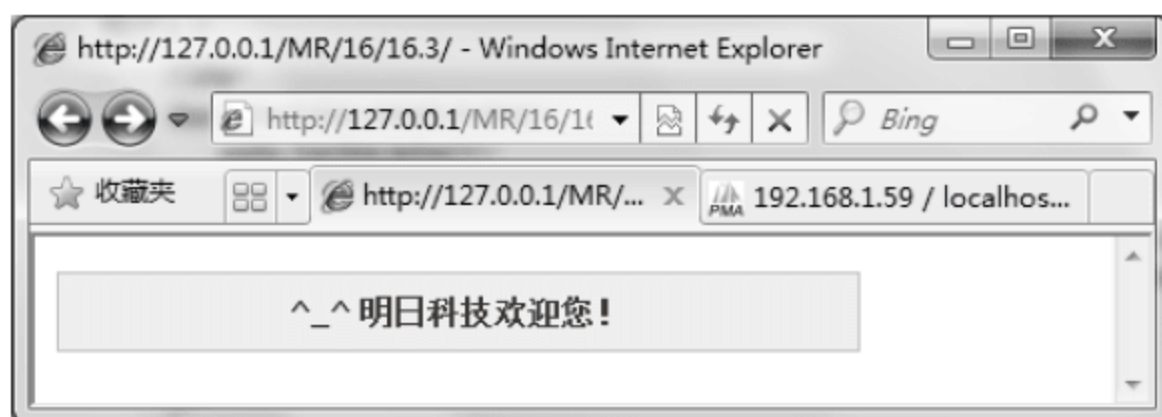 http://127.0.0.1/MR/16/16.3/ - Windows Internet Explorer
http://127.0.0.1/MR/16/16 Bing
收藏夹 http://127.0.0.1/MR/... 192.168.1.59 / localhos...
PMA
^_^明日科技欢迎您!